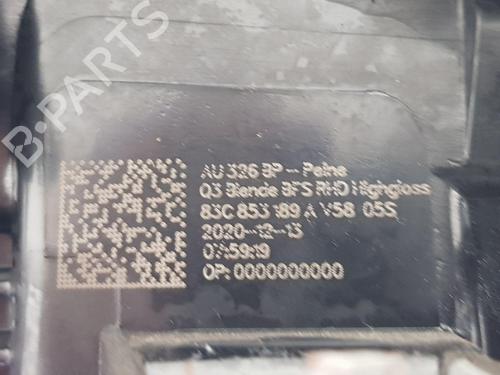 B-PARTS
AU 326 BP -- Peine
Q3 Blende BFS RHD Highgloss
83C 853 189 A V58 05S
2020-12-13
07:59:19
OP: 0000000000